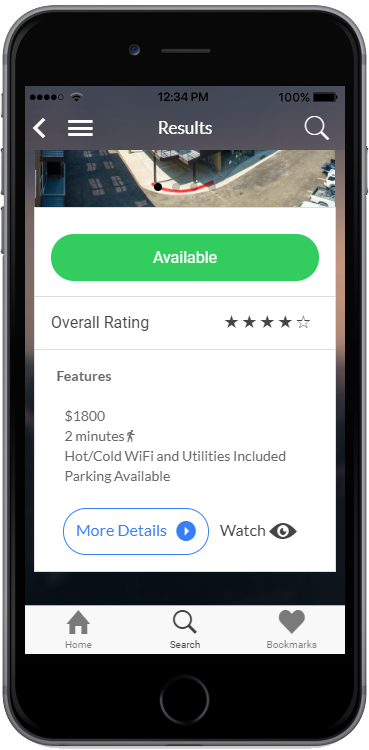 12:34 PM 100%
Results
Available
Overall Rating ★★★★☆
Features
$1800
2 minutes
Hot/Cold WiFi and Utilities Included
Parking Available
More Details Watch
Home Search Bookmarks